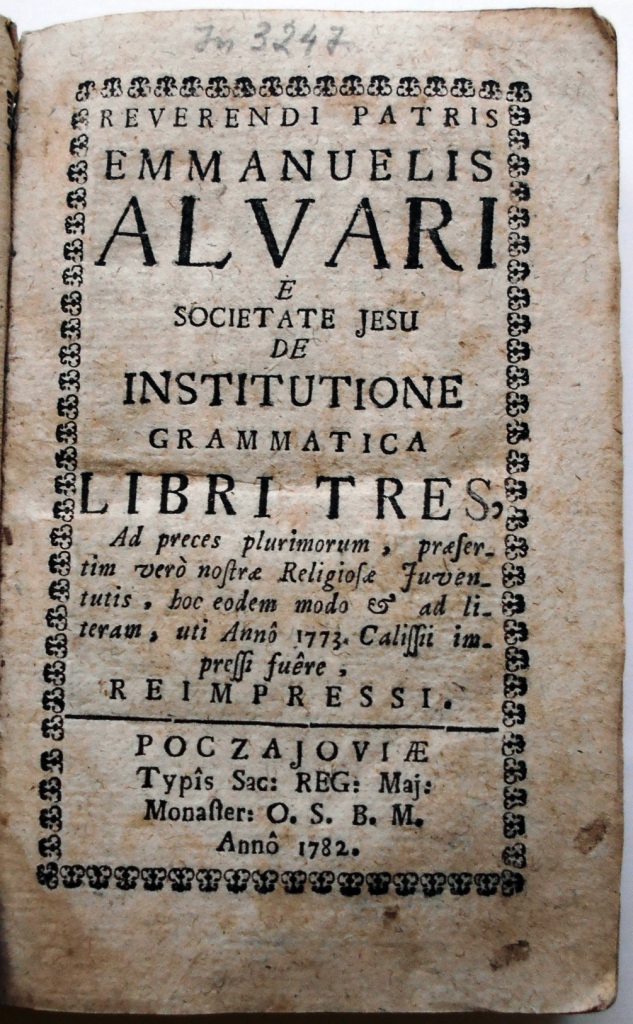 In 3247
REVERENDI PATRIS
EMMANUELIS
ALVARI
E
SOCIETATE JESU
DE
INSTITUTIONE
GRAMMATICA
LIBRI TRES,
Ad preces plurimorum, præser-
tim verò noſtræ Religioſæ Juven-
tutis, hoc eodem modo & ad li-
teram, uti Annô 1773. Caliſſii im-
preſſi fuêre,
REIMPRESSI.
POCZAJOVIÆ
Typîs Sac: REG: Maj:
Monaſter: O. S. B. M.
Annô 1782.